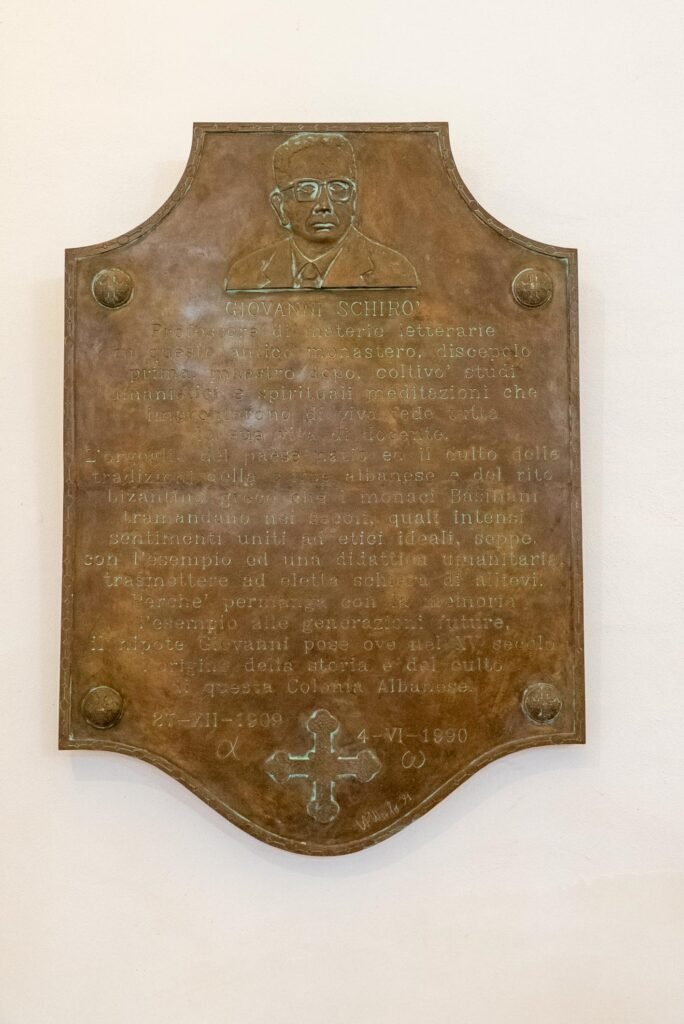 GIOVANNI SCHIRO'
Professore di materie letterarie
in questo antico monastero, discepolo
prima, maestro dopo, coltivo' studi
umanistici e spirituali meditazioni che
improntarono di viva fede tutta
di docente.
L'orgoglio del paese natio ed il culto delle
tradizioni della albanese e del rito
bizantino greco che i monaci Basiliani
tramandano nei secoli, quali intensi
sentimenti uniti ad etici ideali, seppe,
con l'esempio ed una didattica umanitaria,
trasmettere ad eletta schiera di allievi.
Perche' permanga con la memoria
l'esempio alle generazioni future,
il nipote Giovanni pose ove nel XV secolo
origine della storia e del culto
di questa Colonia Albanese.
27-XII-1909
4-VI-1990
α ω